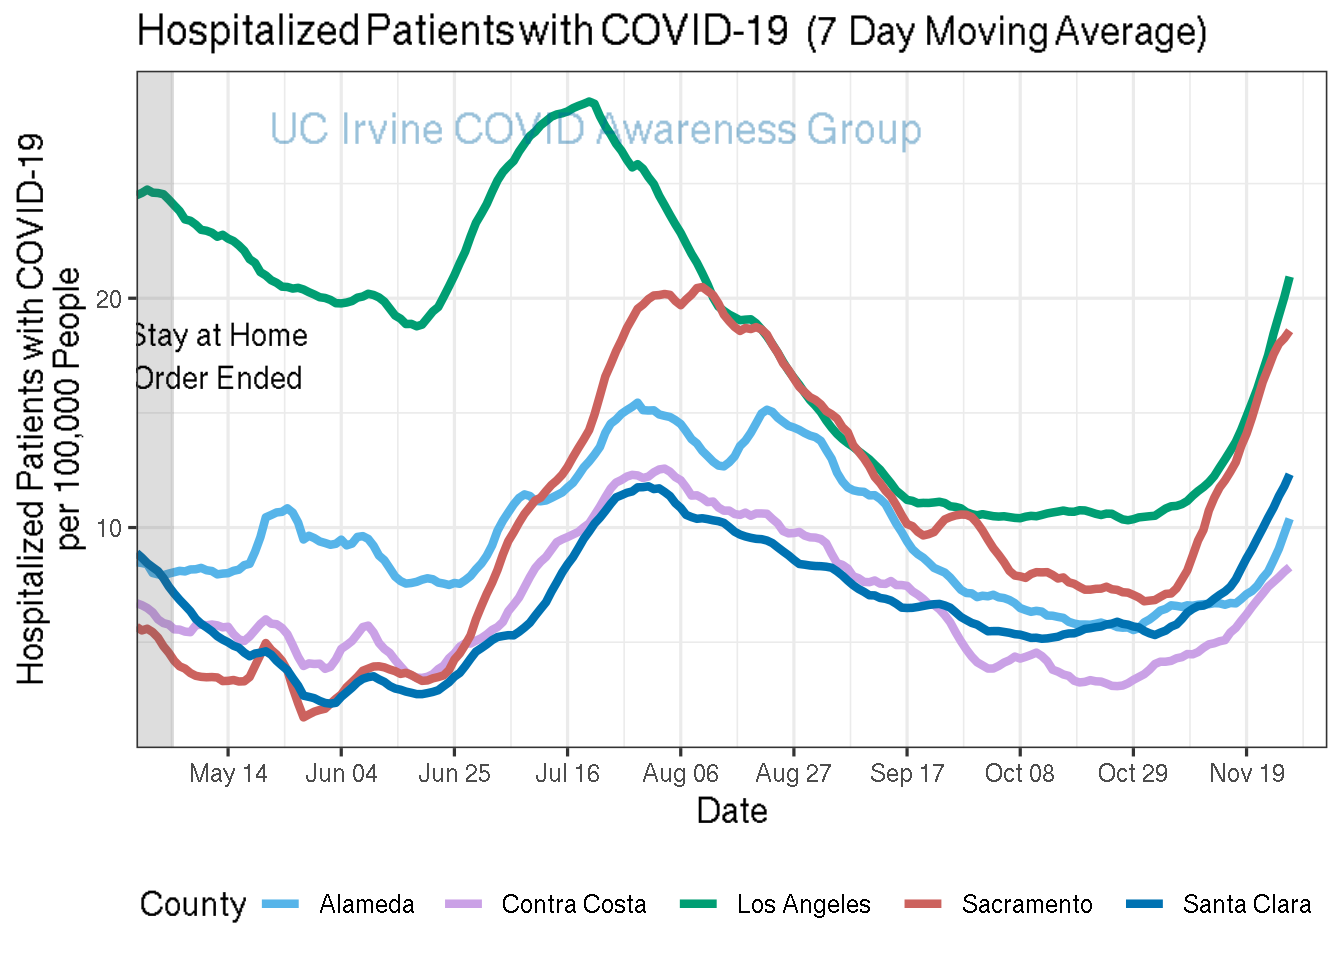 Hospitalized Patients with COVID-19 (7 Day Moving Average)
UC Irvine COVID Awareness Group
Hospitalized Patients with COVID-19
per 100,000 People
20
10
Stay at Home
Order Ended
May 14 Jun 04 Jun 25 Jul 16 Aug 06 Aug 27 Sep 17 Oct 08 Oct 29 Nov 19
Date
County Alameda Contra Costa Los Angeles Sacramento Santa Clara